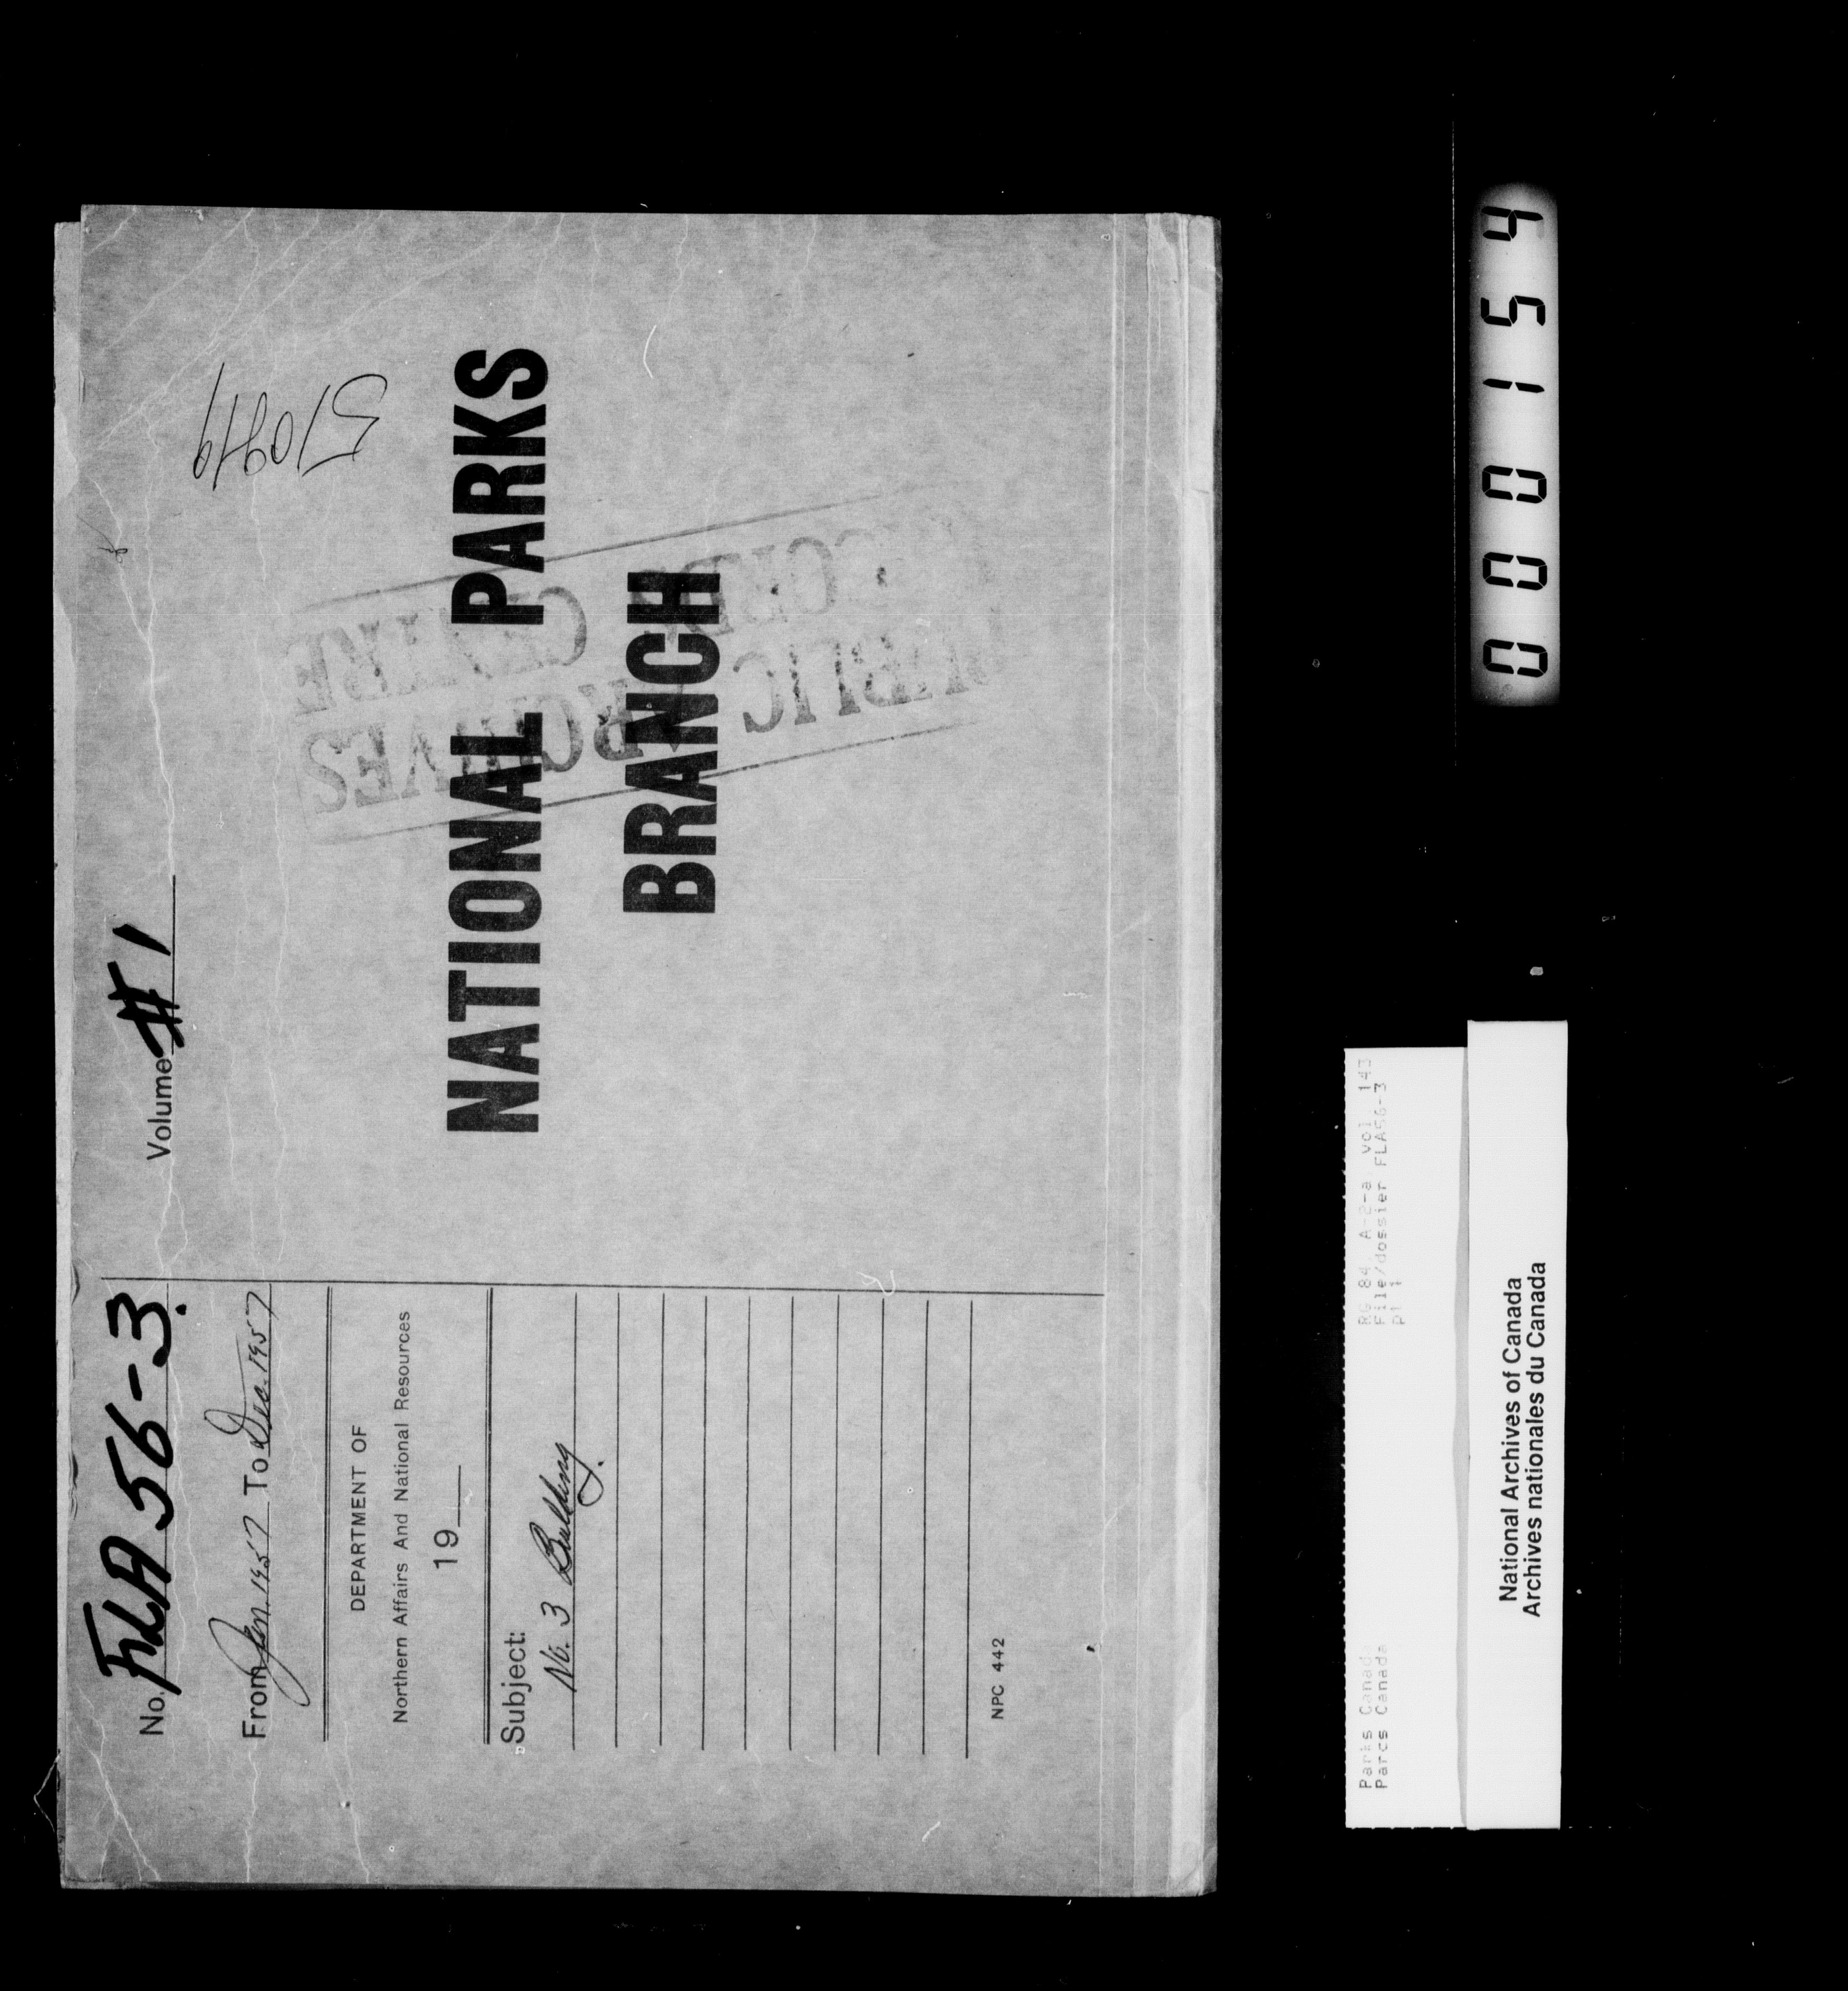 No. FLA 56-3.
Volume #1
From Jan. 1957 To Dec. 1957
DEPARTMENT OF
Northern Affairs And National Resources
19
Subject:
No. 3 Building
NPC 442
NATIONAL PARKS
BRANCH
PUBLIC ARCHIVES
RECORDS CENTRE
000154
Parks Canada
Parcs Canada
RG 84, A-2-a, vol. 143
File/dossier FLA56-3
pt 1
National Archives of Canada
Archives nationales du Canada